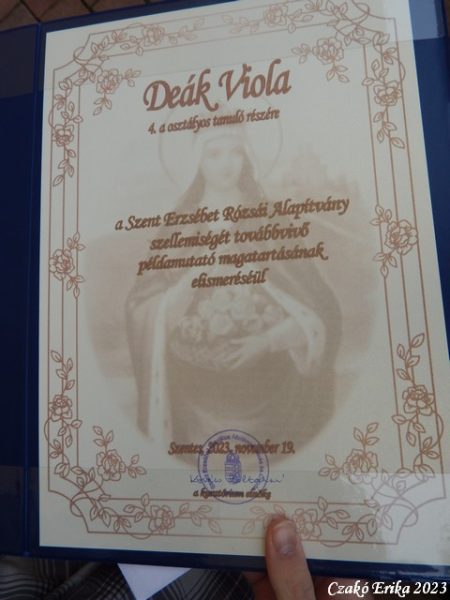 Deák Viola
4. a osztályos tanuló részére
a Szent Erzsébet Rózsái Alapítvány
szellemiségét továbbvivő
példamutató magatartásának
elismeréséül
Szentes, 2023. november 19.
a kuratórium elnöke
Czakó Erika 2023